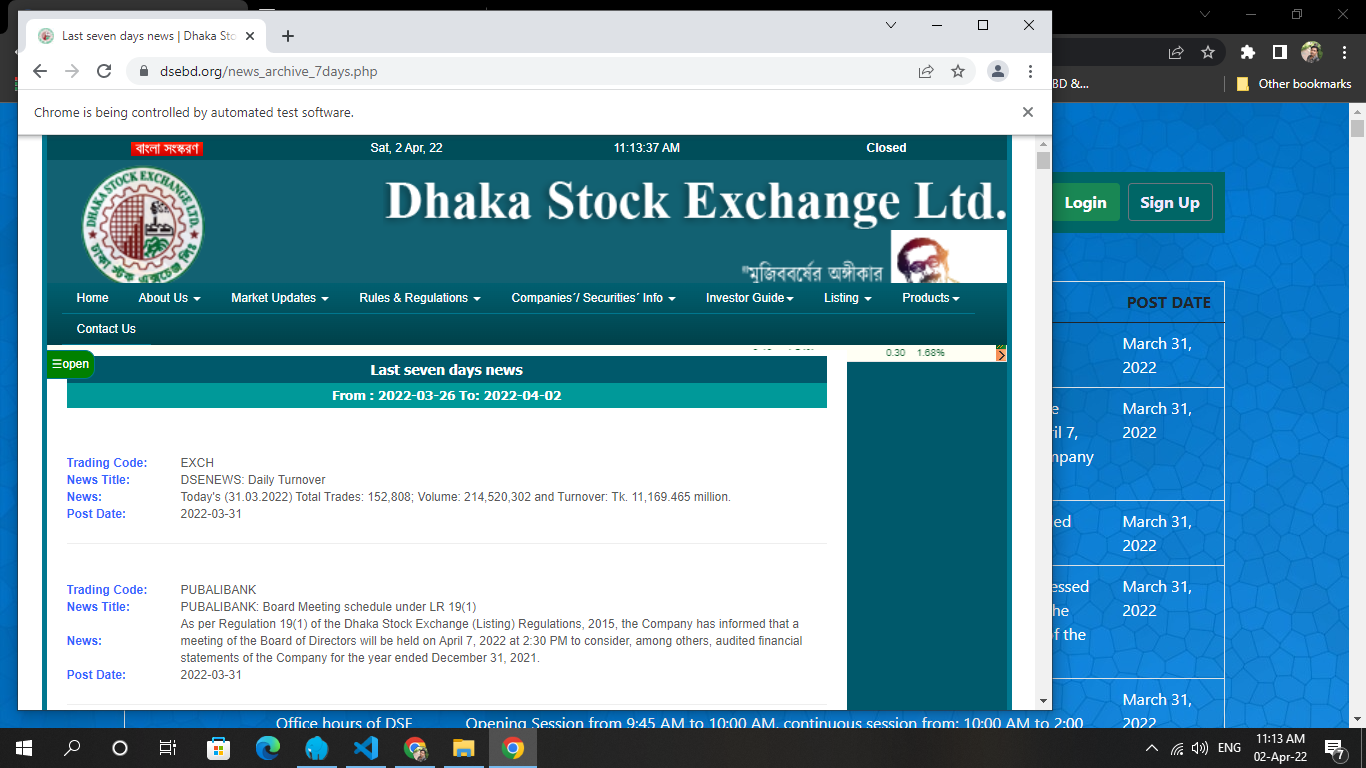 Last seven days news | Dhaka Sto
dsebd.org/news_archive_7days.php
BD &...
Other bookmarks
Chrome is being controlled by automated test software.
বাংলা সংস্করণ
Sat, 2 Apr, 22
11:13:37 AM
Closed
DHAKA STOCK EXCHANGE LTD.
ঢাকা স্টক এক্সচেঞ্জ লিঃ
Dhaka Stock Exchange Ltd.
"মুজিববর্ষের অঙ্গীকার
Login
Sign Up
Home
About Us
Market Updates
Rules & Regulations
Companies´/ Securities´ Info
Investor Guide
Listing
Products
Contact Us
☰open
0.30 1.68%
Last seven days news
From : 2022-03-26 To: 2022-04-02
Trading Code: EXCH
News Title: DSENEWS: Daily Turnover
News: Today's (31.03.2022) Total Trades: 152,808; Volume: 214,520,302 and Turnover: Tk. 11,169.465 million.
Post Date: 2022-03-31
Trading Code: PUBALIBANK
News Title: PUBALIBANK: Board Meeting schedule under LR 19(1)
As per Regulation 19(1) of the Dhaka Stock Exchange (Listing) Regulations, 2015, the Company has informed that a
News: meeting of the Board of Directors will be held on April 7, 2022 at 2:30 PM to consider, among others, audited financial
statements of the Company for the year ended December 31, 2021.
Post Date: 2022-03-31
POST DATE
March 31,
2022
e
March 31,
ril 7,
2022
mpany
ed
March 31,
2022
essed
March 31,
he
2022
of the
March 31,
2022
Office hours of DSE
Opening Session from 9:45 AM to 10:00 AM, continuous session from: 10:00 AM to 2:00
ENG
11:13 AM
02-Apr-22
7